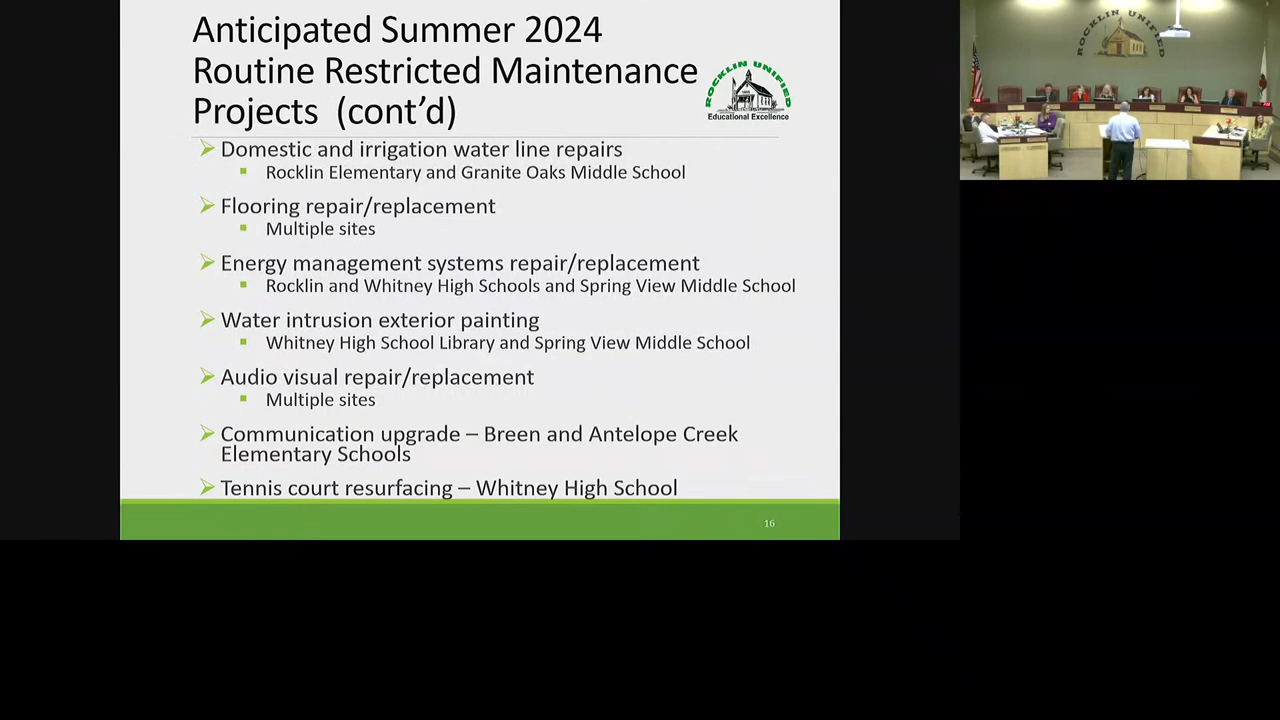 Anticipated Summer 2024
Routine Restricted Maintenance
Projects (cont’d)
ROCKLIN UNIFIED
Educational Excellence
Domestic and irrigation water line repairs
Rocklin Elementary and Granite Oaks Middle School
Flooring repair/replacement
Multiple sites
Energy management systems repair/replacement
Rocklin and Whitney High Schools and Spring View Middle School
Water intrusion exterior painting
Whitney High School Library and Spring View Middle School
Audio visual repair/replacement
Multiple sites
Communication upgrade – Breen and Antelope Creek
Elementary Schools
Tennis court resurfacing – Whitney High School
16
ROCKLIN UNIFIED